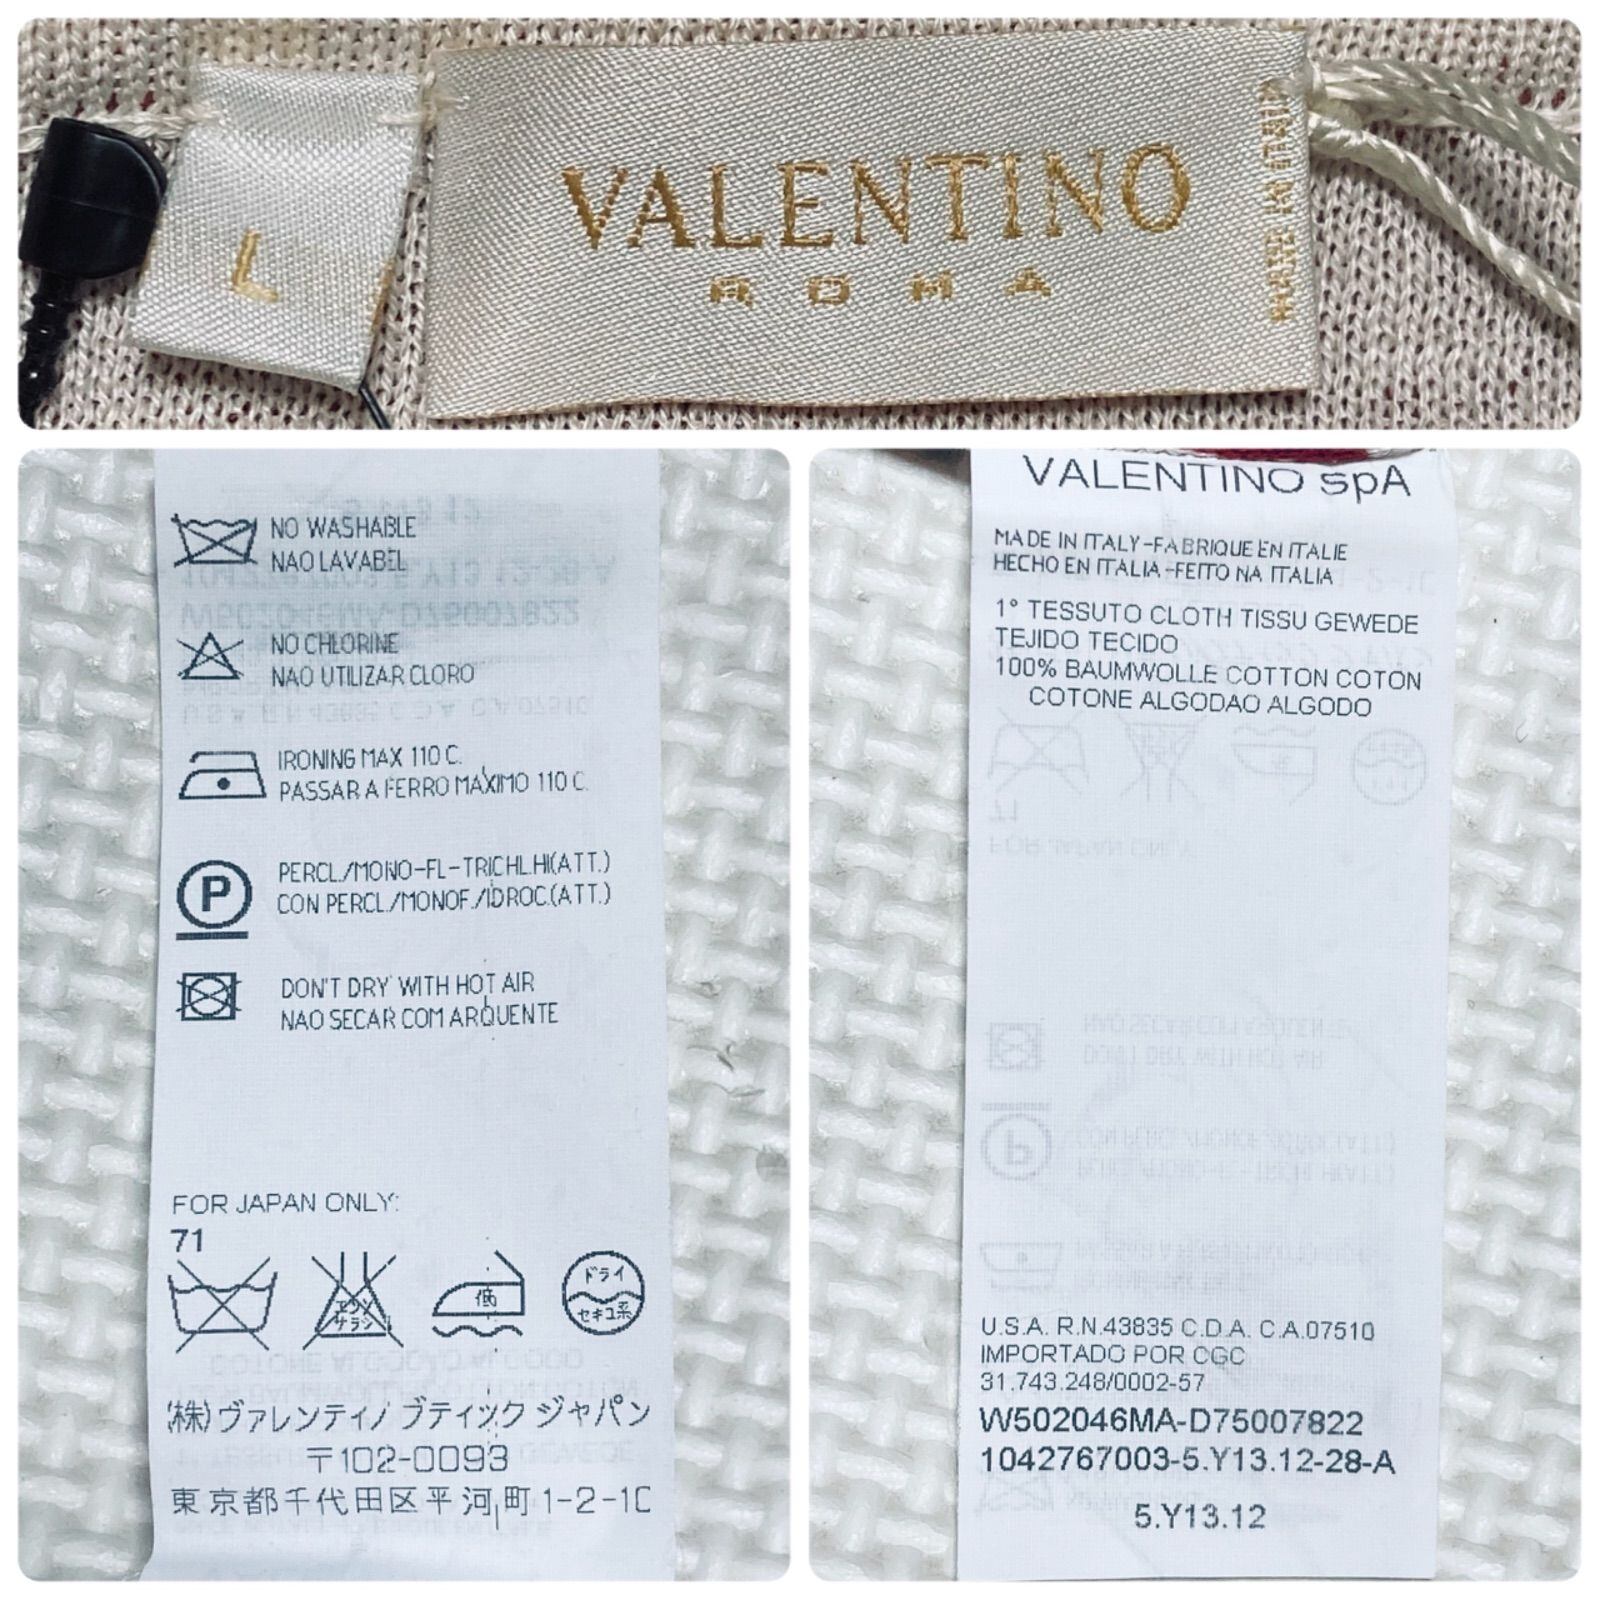 L
VALENTINO
ROMA
MADE IN ITALY
NO WASHABLE
NAO LAVABEL
NO CHLORINE
NAO UTILIZAR CLORO
IRONING MAX 110 C.
PASSAR A FERRO MAXIMO 110 C.
P
PERCL./MONO-FL-TRICHL.HI(ATT.)
CON PERCL./MONOF./IDROC.(ATT.)
DON'T DRY WITH HOT AIR
NAO SECAR COM ARQUENTE
FOR JAPAN ONLY:
71
エンソ
サラシ
低
ドライ
セキユ系
(株)ヴァレンティノ ブティック ジャパン
〒102-0093
東京都千代田区平河町1-2-10
VALENTINO spA
MADE IN ITALY-FABRIQUE EN ITALIE
HECHO EN ITALIA-FEITO NA ITALIA
1° TESSUTO CLOTH TISSU GEWEDE
TEJIDO TECIDO
100% BAUMWOLLE COTTON COTON
COTONE ALGODAO ALGODO
U.S.A. R.N.43835 C.D.A. C.A.07510
IMPORTADO POR CGC
31.743.248/0002-57
W502046MA-D75007822
1042767003-5.Y13.12-28-A
5.Y13.12